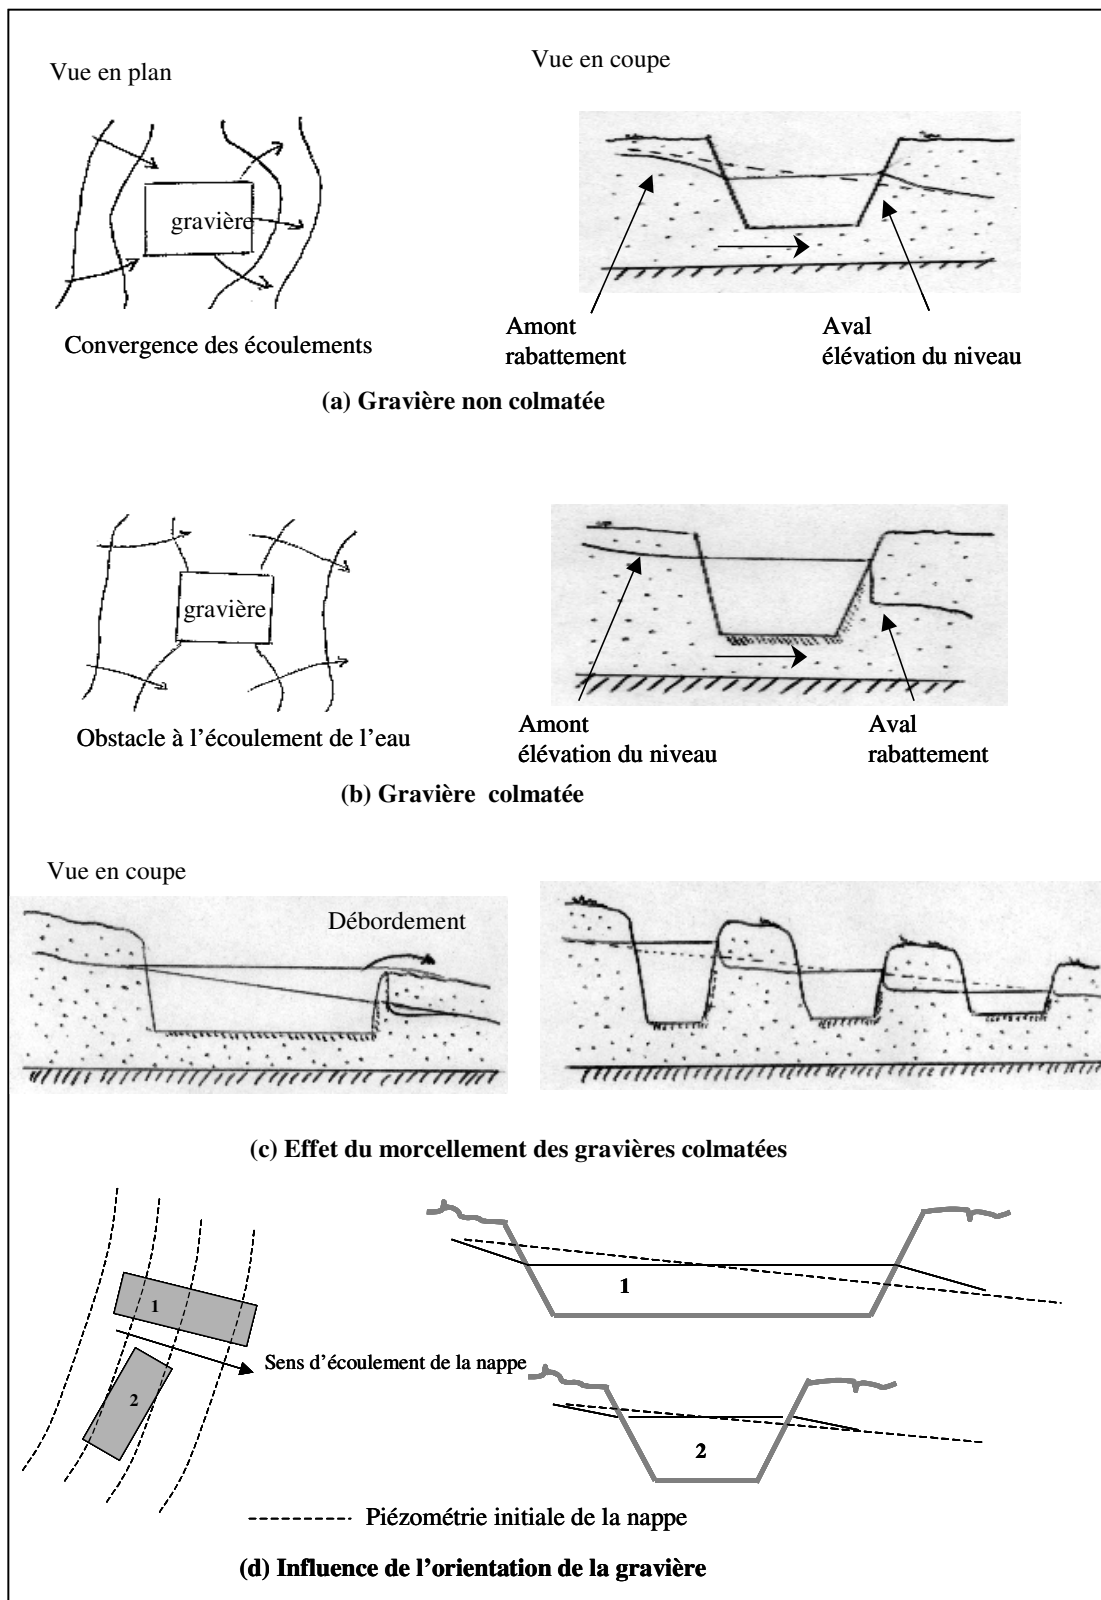 Vue en plan
Vue en coupe
gravière
Convergence des écoulements
Amont
rabattement
Aval
élévation du niveau
(a) Gravière non colmatée
gravière
Obstacle à l'écoulement de l'eau
Amont
élévation du niveau
Aval
rabattement
(b) Gravière colmatée
Vue en coupe
Débordement
(c) Effet du morcellement des gravières colmatées
1
2
Sens d'écoulement de la nappe
1
2
Piézométrie initiale de la nappe
(d) Influence de l'orientation de la gravière